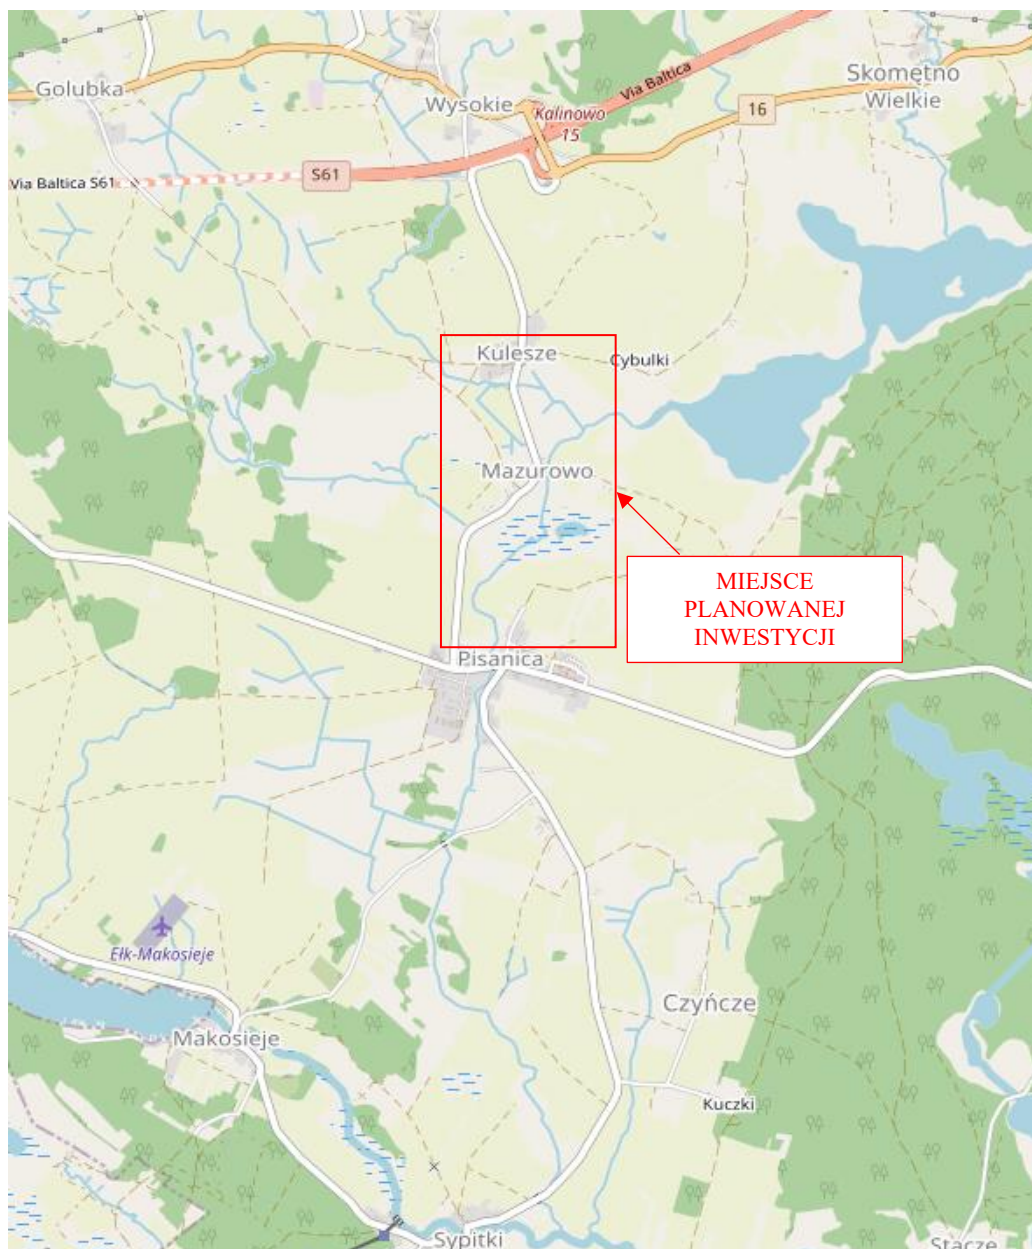 Golubka
Wysokie
Via Baltica
Skomętno
Wielkie
Kalinowo
15
16
S61
Via Baltica S61
Kulesze
Cybulki
Mazurowo
MIEJSCE
PLANOWANEJ
INWESTYCJI
Pisanica
Ełk-Makosieje
Czyńcze
Makosieje
Kuczki
Sypitki
Stacze